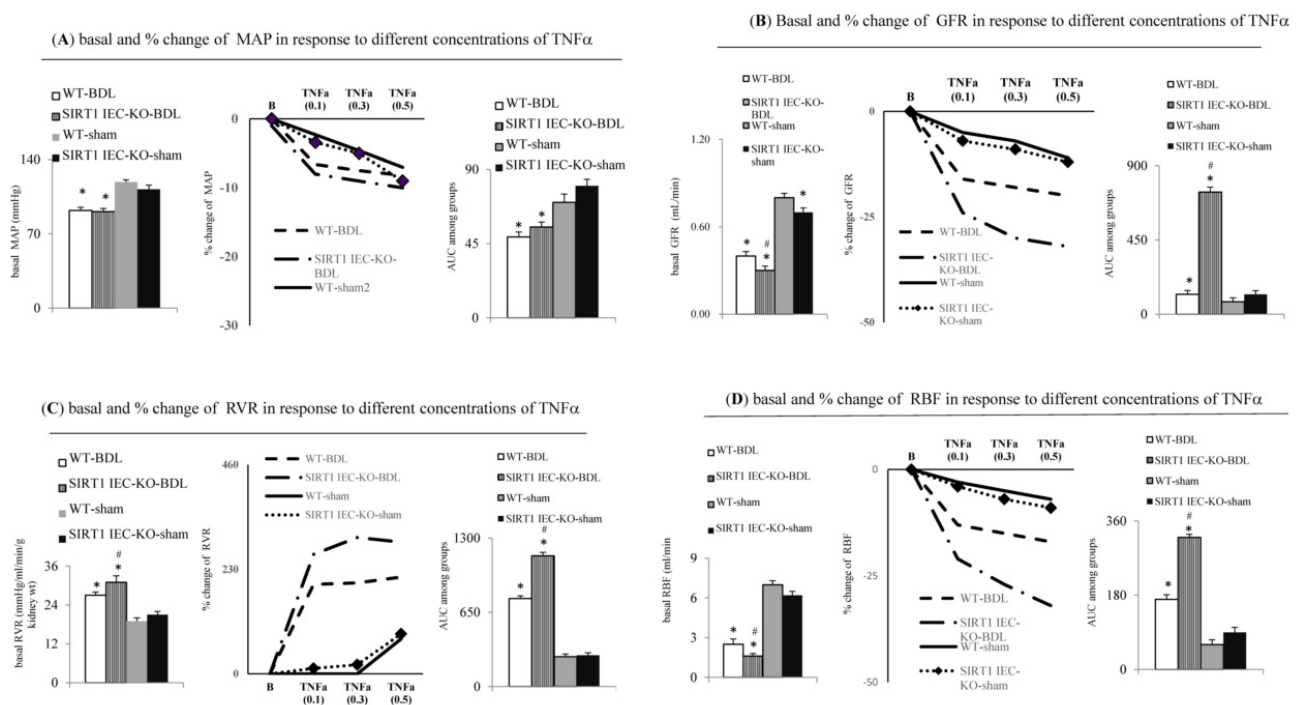 (A) basal and % change of MAP in response to different concentrations of TNFα
WT-BDL
SIRT1 IEC-KO-BDL
WT-sham
SIRT1 IEC-KO-sham
140
70
0
basal MAP (mmHg)
* *
B
TNFa
(0.1)
TNFa
(0.3)
TNFa
(0.5)
0
-10
-20
-30
% change of MAP
WT-BDL
SIRT1 IEC-KO-
BDL
WT-sham2
WT-BDL
SIRT1 IEC-KO-BDL
WT-sham
SIRT1 IEC-KO-sham
90
45
0
AUC among groups
* *
(B) Basal and % change of GFR in response to different concentrations of TNFα
WT-BDL
SIRT1 IEC-KO-
BDL
WT-sham
SIRT1 IEC-KO-
sham
1.20
0.60
0.00
basal GFR (mL/min)
#
* * *
B
TNFa
(0.1)
TNFa
(0.3)
TNFa
(0.5)
0
-25
-50
% change of GFR
WT-BDL
SIRT1 IEC-
KO-BDL
WT-sham
SIRT1 IEC-
KO-sham
WT-BDL
SIRT1 IEC-KO-BDL
WT-sham
SIRT1 IEC-KO-sham
900
450
0
AUC among groups
#
* *
(C) basal and % change of RVR in response to different concentrations of TNFα
WT-BDL
SIRT1 IEC-KO-BDL
WT-sham
SIRT1 IEC-KO-sham
36
24
12
0
basal RVR (mmHg/ml/min/g
kidney wt)
#
* *
460
230
0
% change of RVR
WT-BDL
SIRT1 IEC-KO-BDL
WT-sham
SIRT1 IEC-KO-sham
B
TNFa
(0.1)
TNFa
(0.3)
TNFa
(0.5)
WT-BDL
SIRT1 IEC-KO-BDL
WT-sham
SIRT1 IEC-KO-sham
1300
650
0
AUC among groups
#
* *
(D) basal and % change of RBF in response to different concentrations of TNFα
WT-BDL
SIRT1 IEC-KO-BDL
WT-sham
SIRT1 IEC-KO-sham
9
6
3
0
basal RBF (ml/min
#
* *
B
TNFa
(0.1)
TNFa
(0.3)
TNFa
(0.5)
0
-25
-50
% change of RBF
WT-BDL
SIRT1 IEC-
KO-BDL
WT-sham
SIRT1 IEC-
KO-sham
WT-BDL
SIRT1 IEC-KO-BDL
WT-sham
SIRT1 IEC-KO-sham
360
180
0
AUC among groups
#
* *